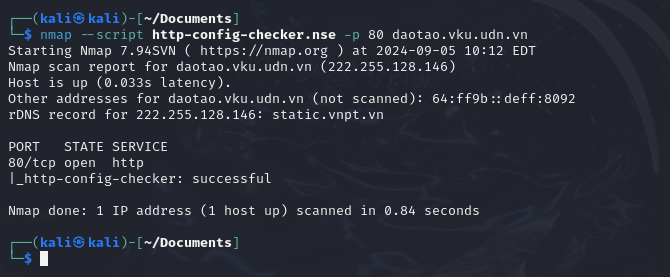 ┌──(kali㉿kali)-[~/Documents]
└─$ nmap --script http-config-checker.nse -p 80 daotao.vku.udn.vn
Starting Nmap 7.94SVN ( https://nmap.org ) at 2024-09-05 10:12 EDT
Nmap scan report for daotao.vku.udn.vn (222.255.128.146)
Host is up (0.033s latency).
Other addresses for daotao.vku.udn.vn (not scanned): 64:ff9b::deff:8092
rDNS record for 222.255.128.146: static.vnpt.vn
PORT   STATE SERVICE
80/tcp open  http
|_http-config-checker: successful
Nmap done: 1 IP address (1 host up) scanned in 0.84 seconds
┌──(kali㉿kali)-[~/Documents]
└─$